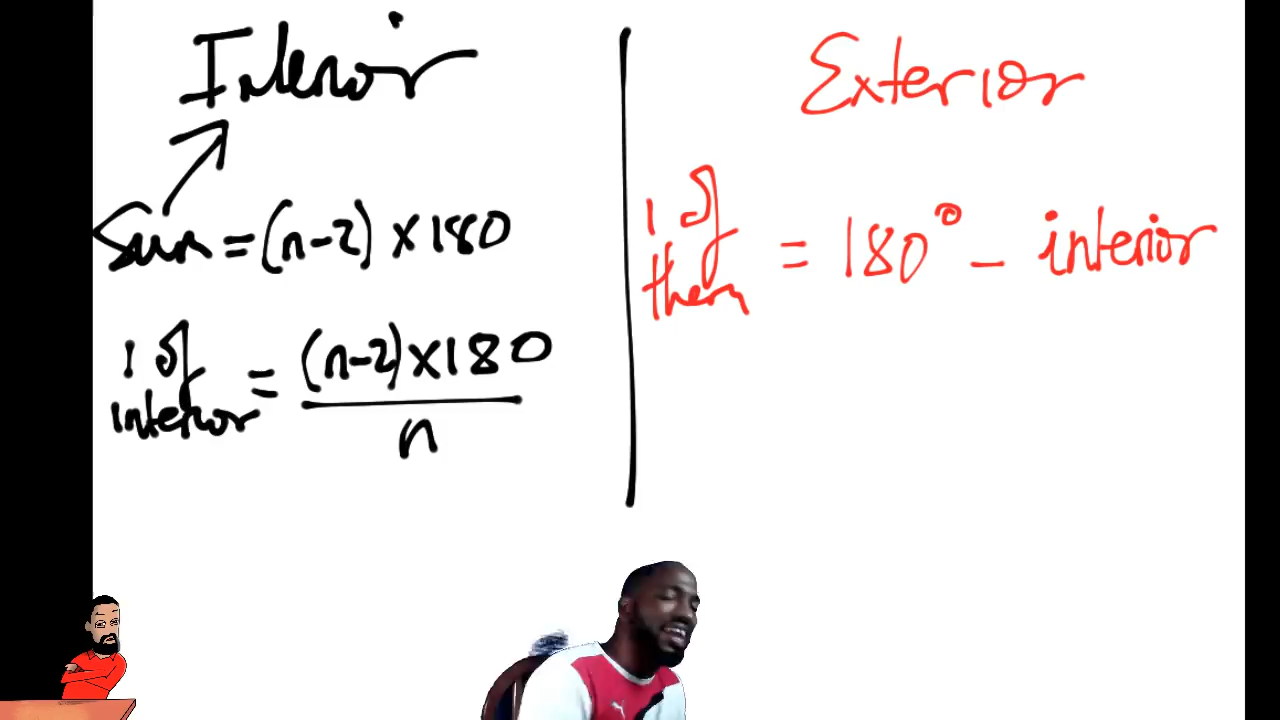 Interior
Sum = (n-2) × 180
1 of interior = (n-2) × 180
n
Exterior
1 of them = 180° - interior